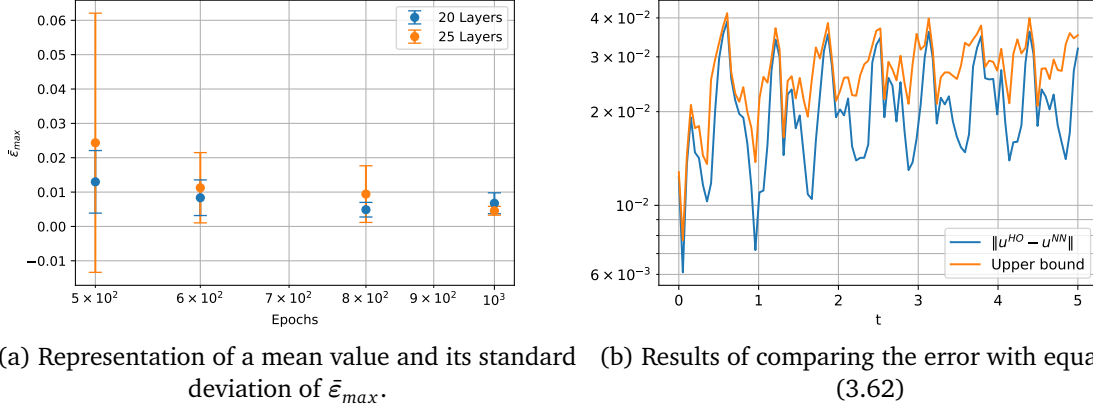 0.06
0.05
0.04
0.03
0.02
0.01
0.00
−0.01
ε̄max
20 Layers
25 Layers
5 × 10²
6 × 10²
7 × 10²
8 × 10²
9 × 10²
10³
Epochs
(a) Representation of a mean value and its standard
deviation of ε̄max.
4 × 10⁻²
3 × 10⁻²
2 × 10⁻²
10⁻²
6 × 10⁻³
‖uᴴᴼ − uᴺᴺ‖
Upper bound
0
1
2
3
4
5
t
(b) Results of comparing the error with equa
(3.62)